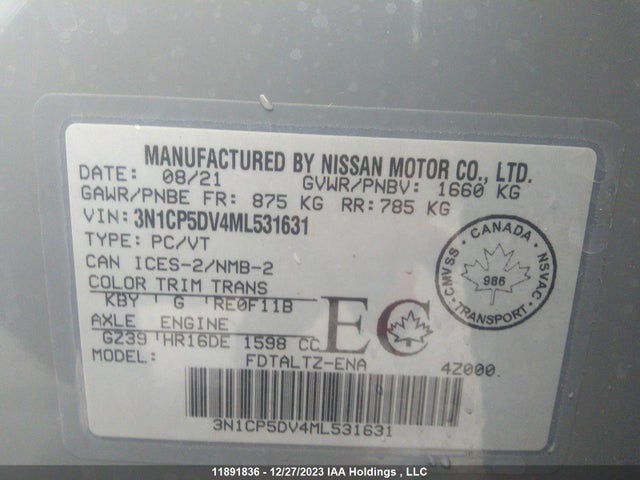 MANUFACTURED BY NISSAN MOTOR CO., LTD.
DATE: 08/21 GVWR/PNBV: 1660 KG
GAWR/PNBE FR: 875 KG RR: 785 KG
VIN: 3N1CP5DV4ML531631
TYPE: PC/VT
CAN ICES-2/NMB-2
COLOR TRIM TRANS
KBY G RE0F11B
AXLE ENGINE
GZ39 HR16DE 1598 CC
MODEL: FDTALTZ-ENA 4Z000.
EC
CANADA
CMVSS NSVAC
986
TRANSPORT
3N1CP5DV4ML531631
11891836 - 12/27/2023 IAA Holdings , LLC